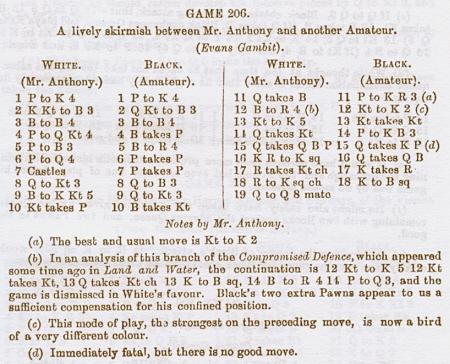 GAME 206.
A lively skirmish between Mr. Anthony and another Amateur.
(Evans Gambit).
WHITE. BLACK.
(Mr. Anthony.) (Amateur).
1 P to K 4 1 P to K 4
2 K Kt to B 3 2 Q Kt to B 3
3 B to B 4 3 B to B 4
4 P to Q Kt 4 4 B takes P
5 P to B 3 5 B to R 4
6 P to Q 4 6 P takes P
7 Castles 7 P takes P
8 Q to Kt 3 8 Q to B 3
9 B to K Kt 5 9 Q to Kt 3
10 Kt takes P 10 B takes Kt
WHITE. BLACK.
(Mr. Anthony). (Amateur).
11 Q takes B 11 P to K R 3 (a)
12 B to R 4 (b) 12 Kt to K 2 (c)
13 Kt to K 5 13 Kt takes Kt
14 Q takes Kt 14 P to K B 3
15 Q takes Q B P 15 Q takes K P (d)
16 K R to K sq 16 Q takes Q B
17 R takes Kt ch 17 K takes R
18 R to K sq ch 18 K to B sq
19 Q to Q 8 mate
Notes by Mr. Anthony.
(a) The best and usual move is Kt to K 2
(b) In an analysis of this branch of the Compromised Defence, which appeared
some time ago in Land and Water, the continuation is 12 Kt to K 5 12 Kt
takes Kt, 13 Q takes Kt ch 13 K to B sq, 14 B to R 4 14 P to Q 3, and the
game is dismissed in White's favour. Black's two extra Pawns appear to us a
sufficient compensation for his confined position.
(c) This mode of play, the strongest on the preceding move, is now a bird
of a very different colour.
(d) Immediately fatal, but there is no good move.